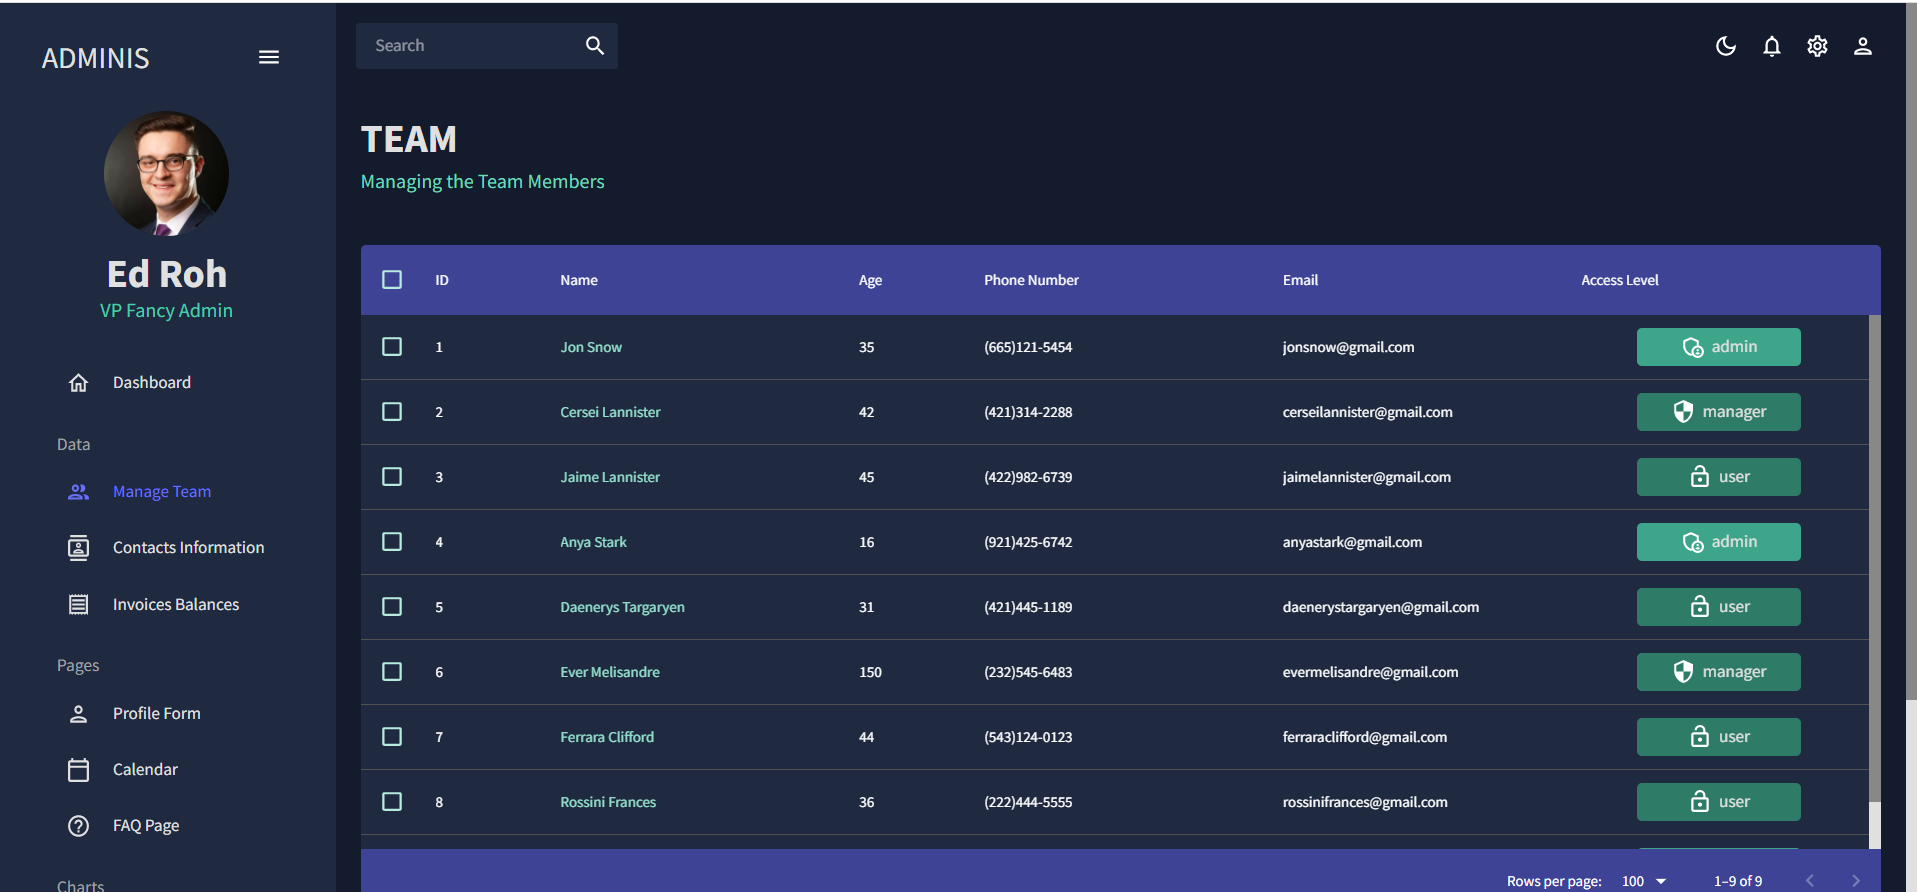 ADMINIS
Search
Ed Roh
VP Fancy Admin
Dashboard
Data
Manage Team
Contacts Information
Invoices Balances
Pages
Profile Form
Calendar
FAQ Page
Charts
TEAM
Managing the Team Members
ID Name Age Phone Number Email Access Level
1 Jon Snow 35 (665)121-5454 jonsnow@gmail.com admin
2 Cersei Lannister 42 (421)314-2288 cerseilannister@gmail.com manager
3 Jaime Lannister 45 (422)982-6739 jaimelannister@gmail.com user
4 Anya Stark 16 (921)425-6742 anyastark@gmail.com admin
5 Daenerys Targaryen 31 (421)445-1189 daenerystargaryen@gmail.com user
6 Ever Melisandre 150 (232)545-6483 evermelisandre@gmail.com manager
7 Ferrara Clifford 44 (543)124-0123 ferraraclifford@gmail.com user
8 Rossini Frances 36 (222)444-5555 rossinifrances@gmail.com user
Rows per page: 100 1–9 of 9